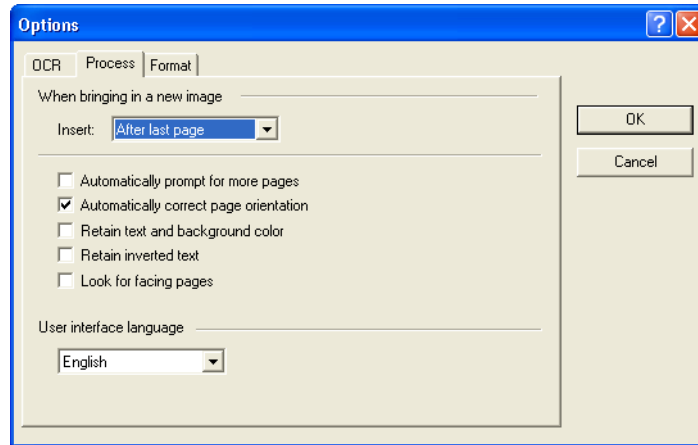 Options
OCR Process Format
When bringing in a new image
Insert: After last page
OK
Cancel
Automatically prompt for more pages
Automatically correct page orientation
Retain text and background color
Retain inverted text
Look for facing pages
User interface language
English